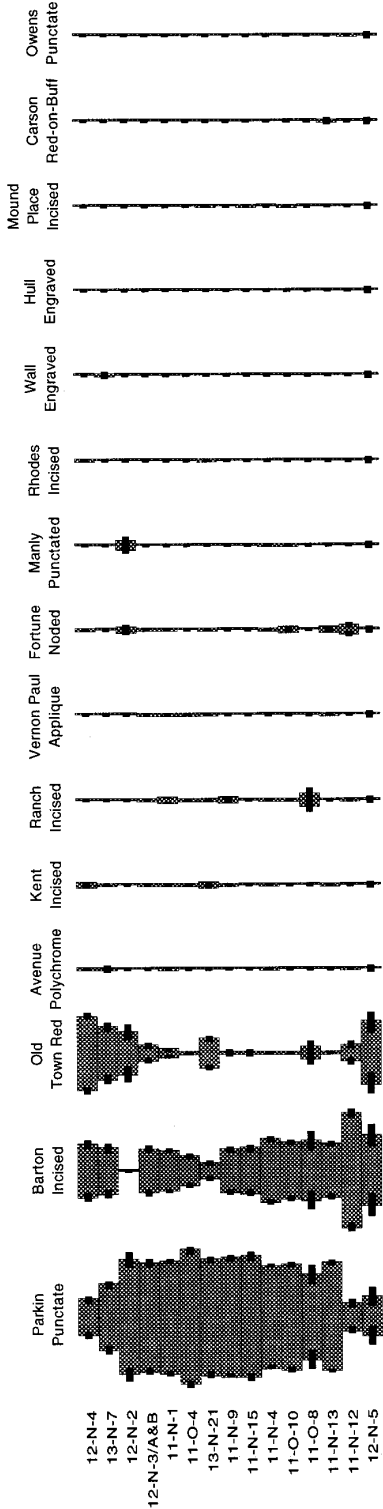 Parkin
Punctate
Barton
Incised
Old
Town Red
Avenue
Polychrome
Kent
Incised
Ranch
Incised
Vernon Paul
Applique
Fortune
Noded
Manly
Punctated
Rhodes
Incised
Wall
Engraved
Hull
Engraved
Mound
Place
Incised
Carson
Red-on-Buff
Owens
Punctate
12-N-4
13-N-7
12-N-2
12-N-3/A&B
11-N-1
11-O-4
13-N-21
11-N-9
11-N-15
11-N-4
11-O-10
11-O-8
11-N-13
11-N-12
12-N-5